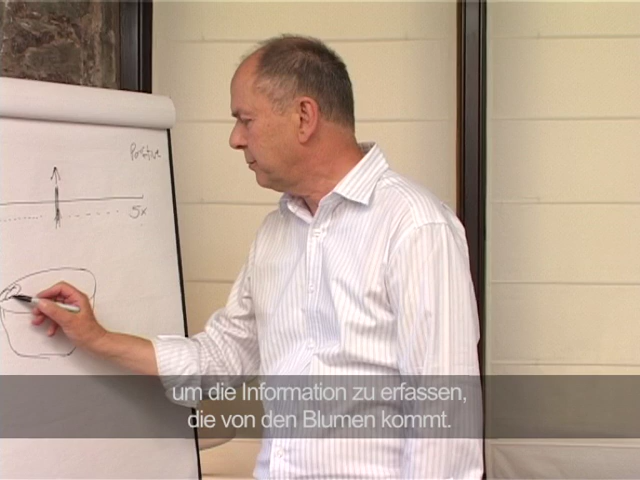 Positive
5x
um die Information zu erfassen,
die von den Blumen kommt.